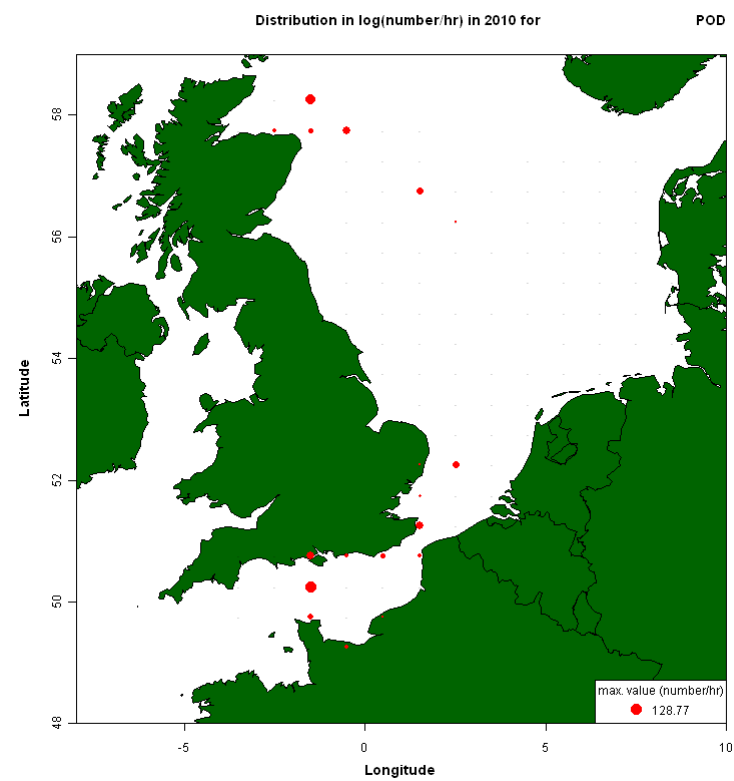 Distribution in log(number/hr) in 2010 for POD
58
56
54
52
50
48
Latitude
-5 0 5 10
Longitude
max. value (number/hr)
128.77